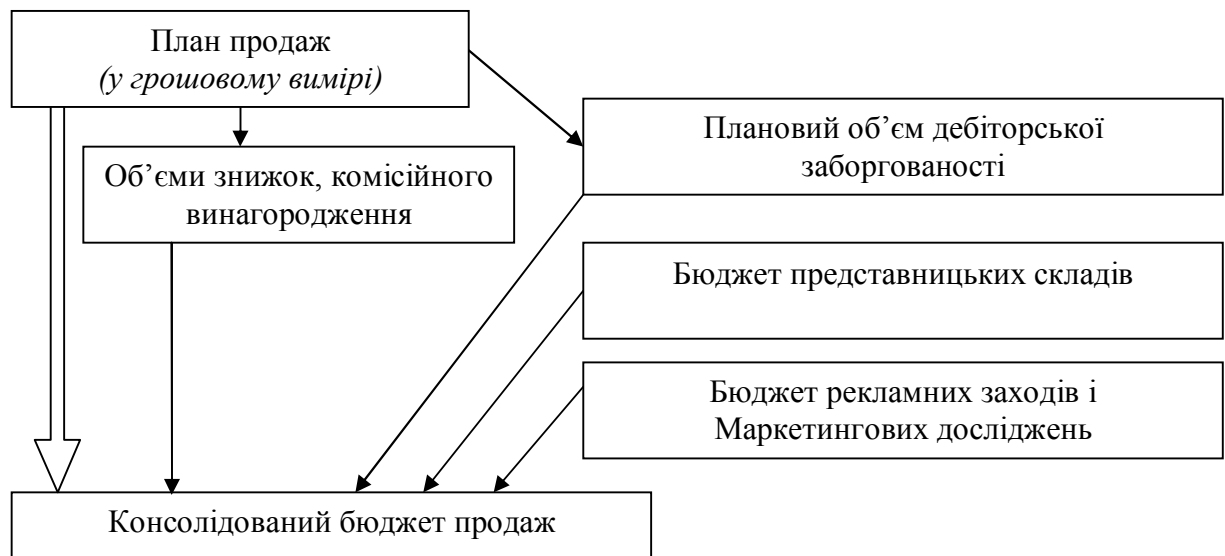 План продаж
(у грошовому вимірі)
Плановий об’єм дебіторської
заборгованості
Об’єми знижок, комісійного
винагородження
Бюджет представницьких складів
Бюджет рекламних заходів і
Маркетингових досліджень
Консолідований бюджет продаж